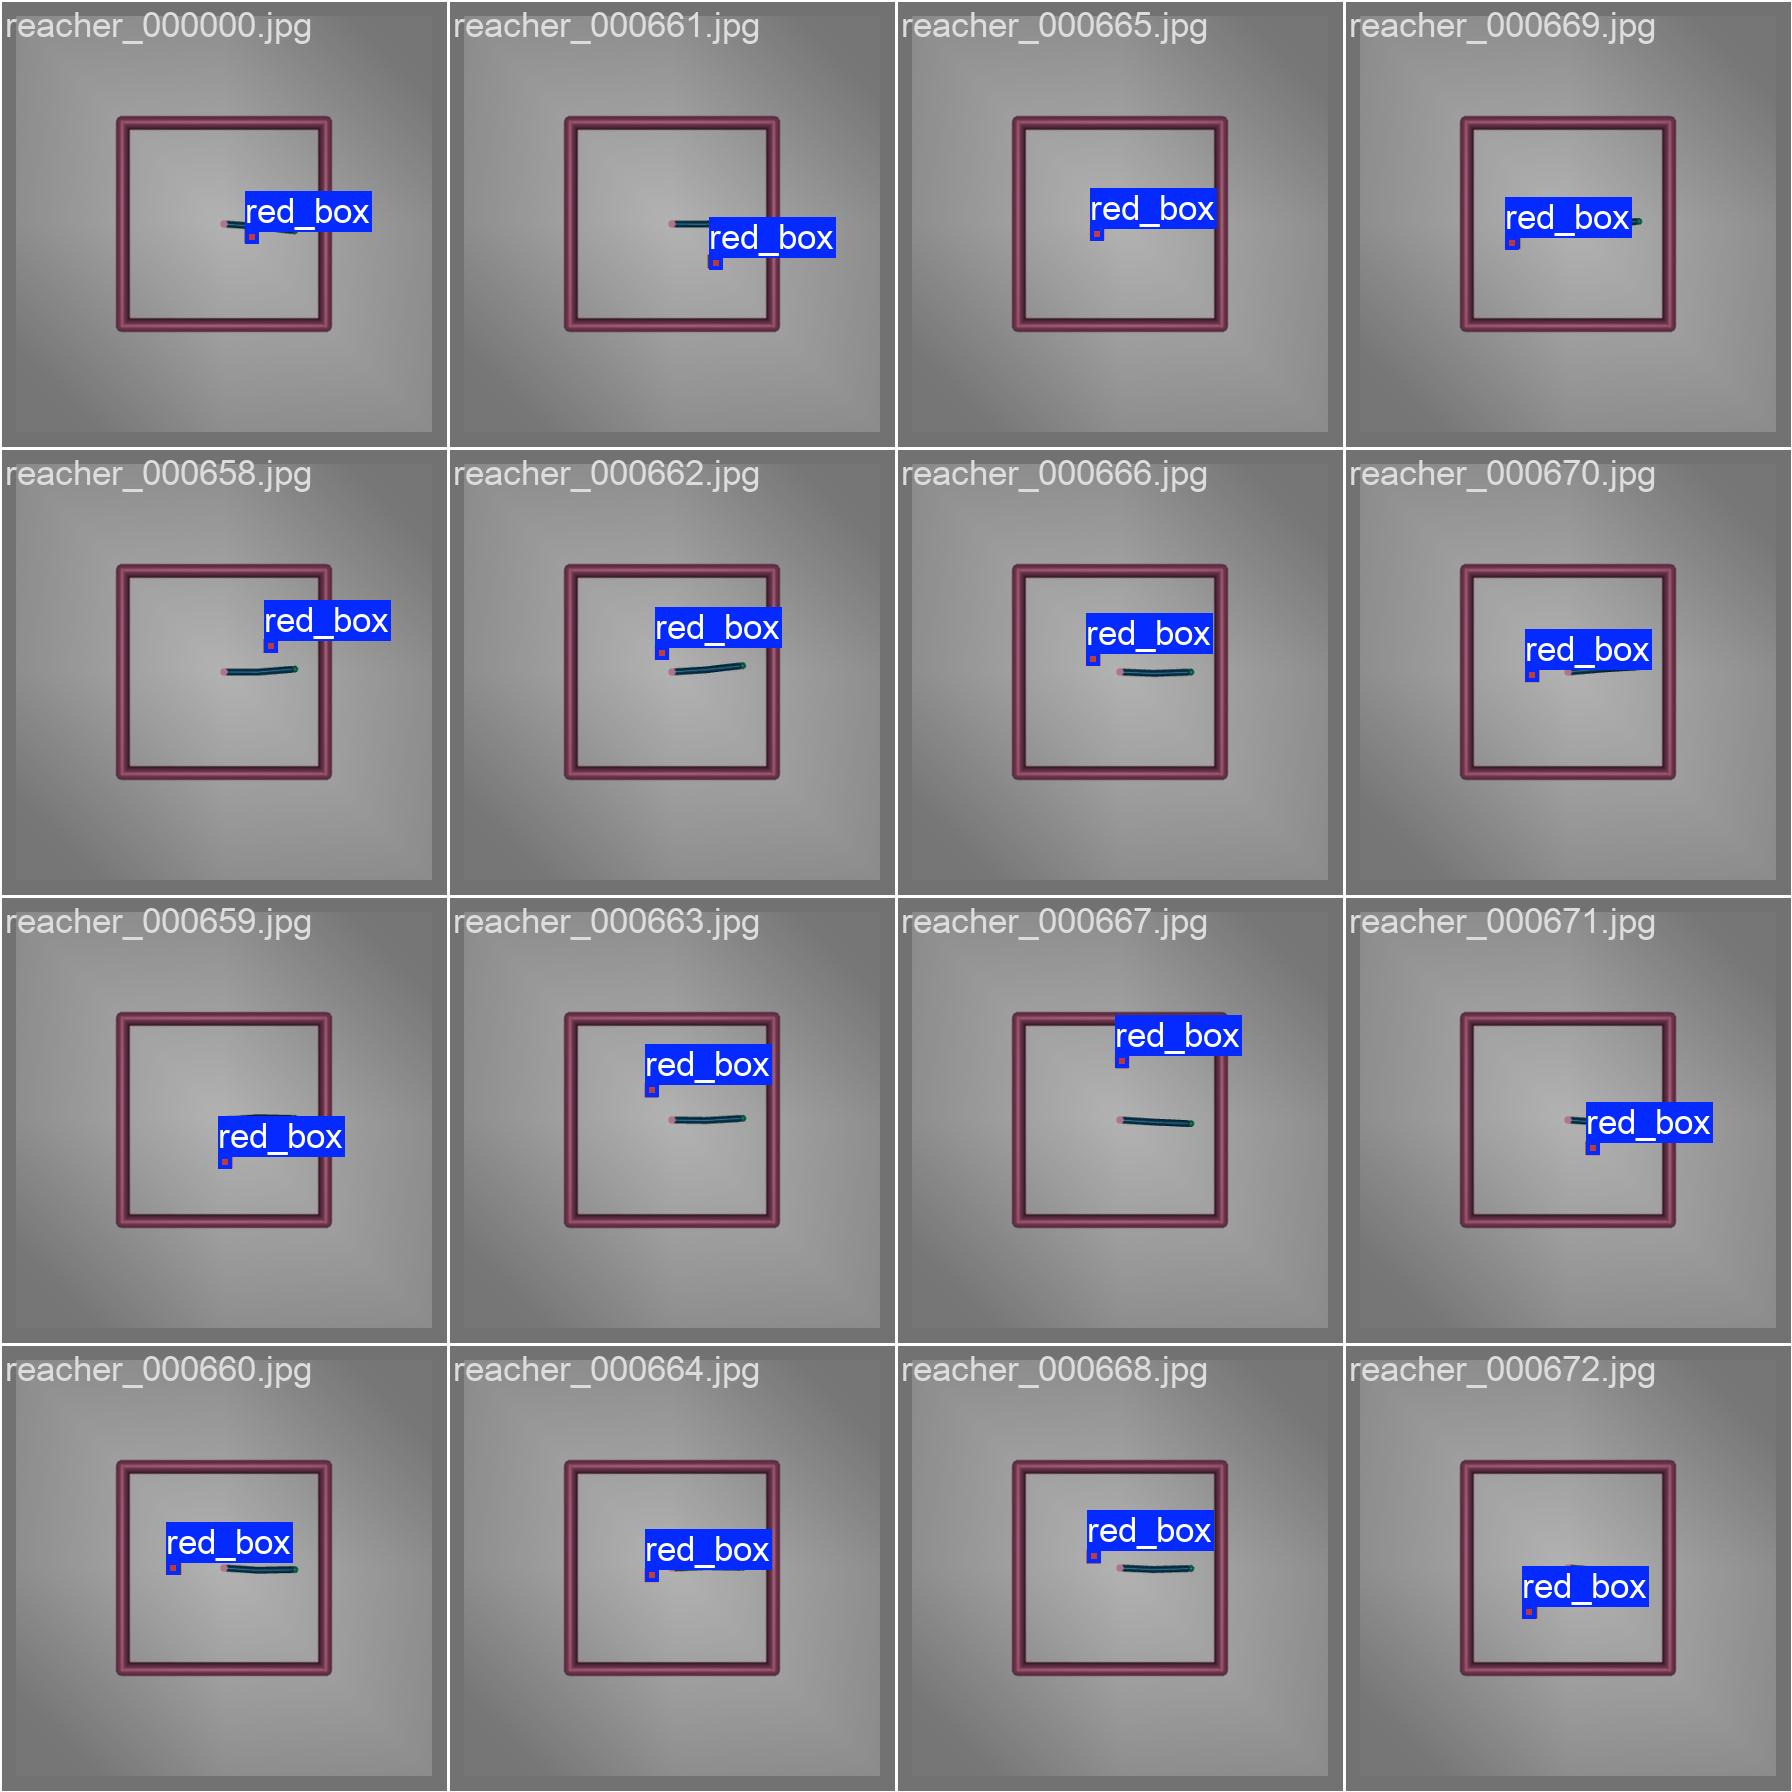 reacher_000000.jpg
red_box
reacher_000661.jpg
red_box
reacher_000665.jpg
red_box
reacher_000669.jpg
red_box
reacher_000658.jpg
red_box
reacher_000662.jpg
red_box
reacher_000666.jpg
red_box
reacher_000670.jpg
red_box
reacher_000659.jpg
red_box
reacher_000663.jpg
red_box
reacher_000667.jpg
red_box
reacher_000671.jpg
red_box
reacher_000660.jpg
red_box
reacher_000664.jpg
red_box
reacher_000668.jpg
red_box
reacher_000672.jpg
red_box